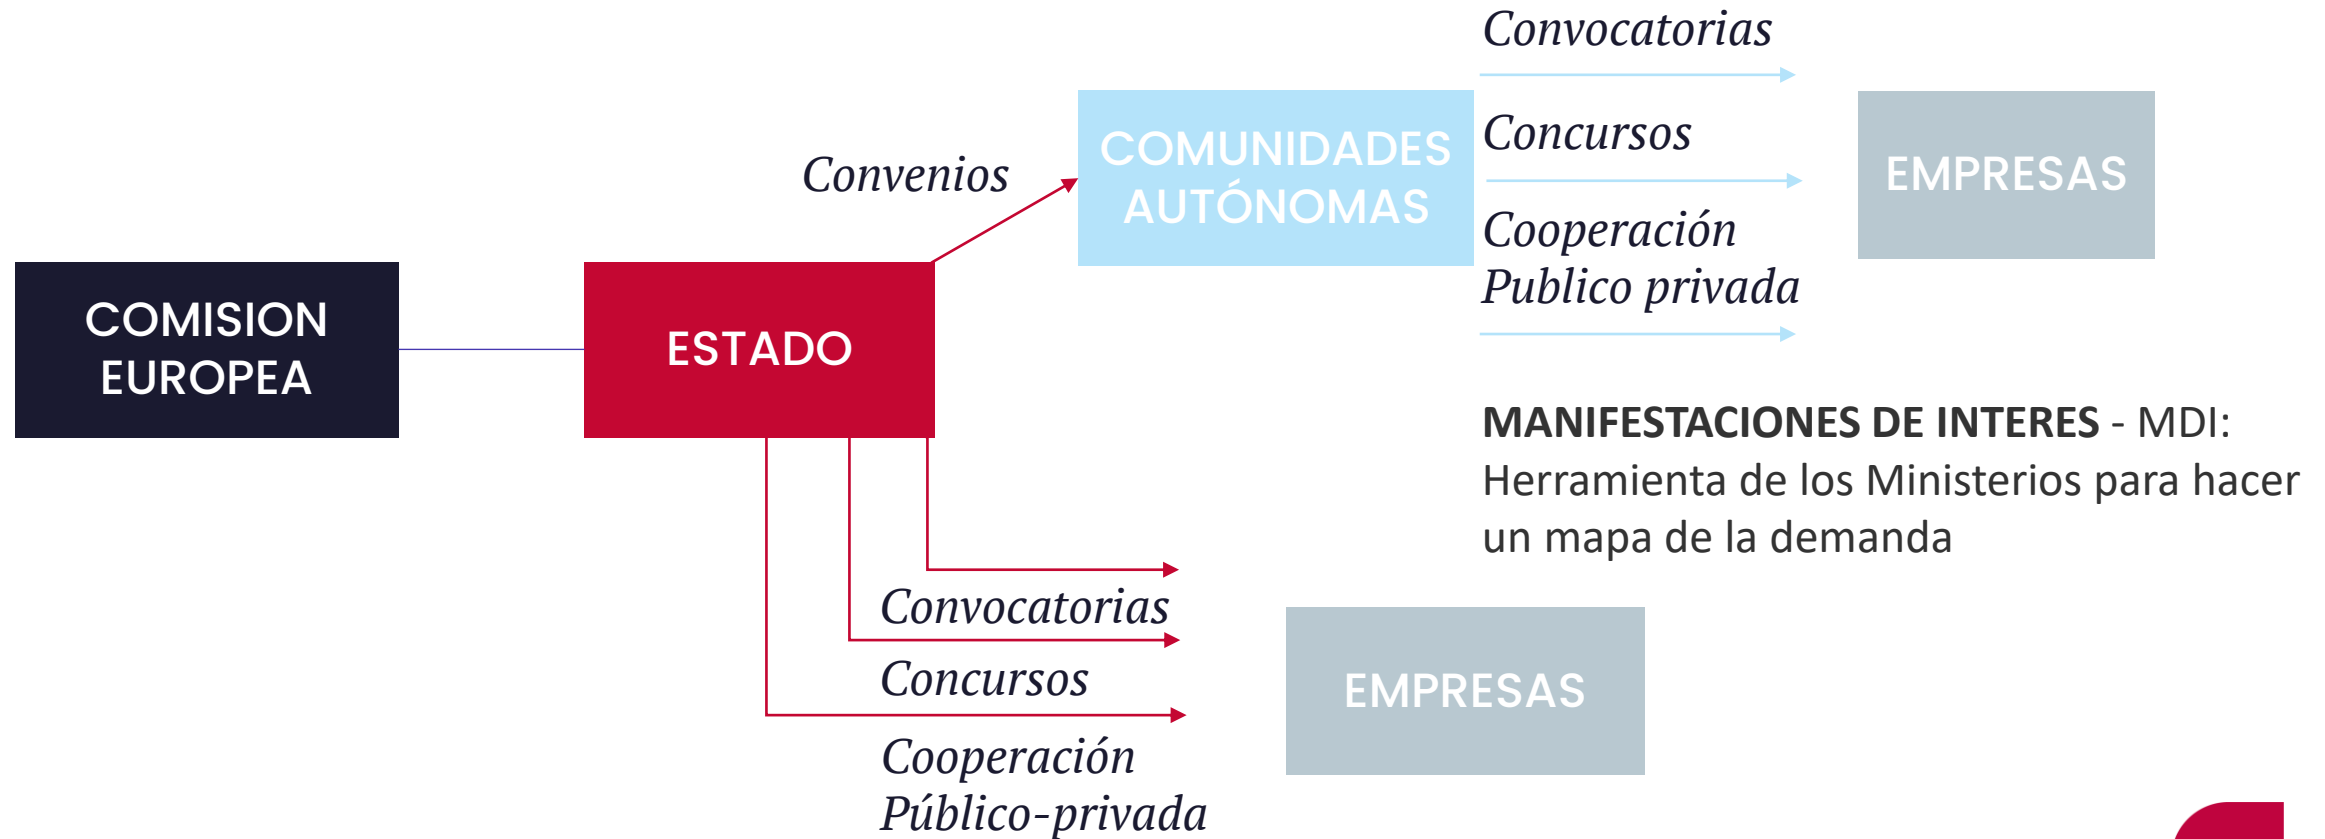 COMISION
EUROPEA
ESTADO
Convenios
COMUNIDADES
AUTÓNOMAS
Convocatorias
Concursos
Cooperación
Publico privada
EMPRESAS
MANIFESTACIONES DE INTERES - MDI:
Herramienta de los Ministerios para hacer
un mapa de la demanda
Convocatorias
Concursos
Cooperación
Público-privada
EMPRESAS